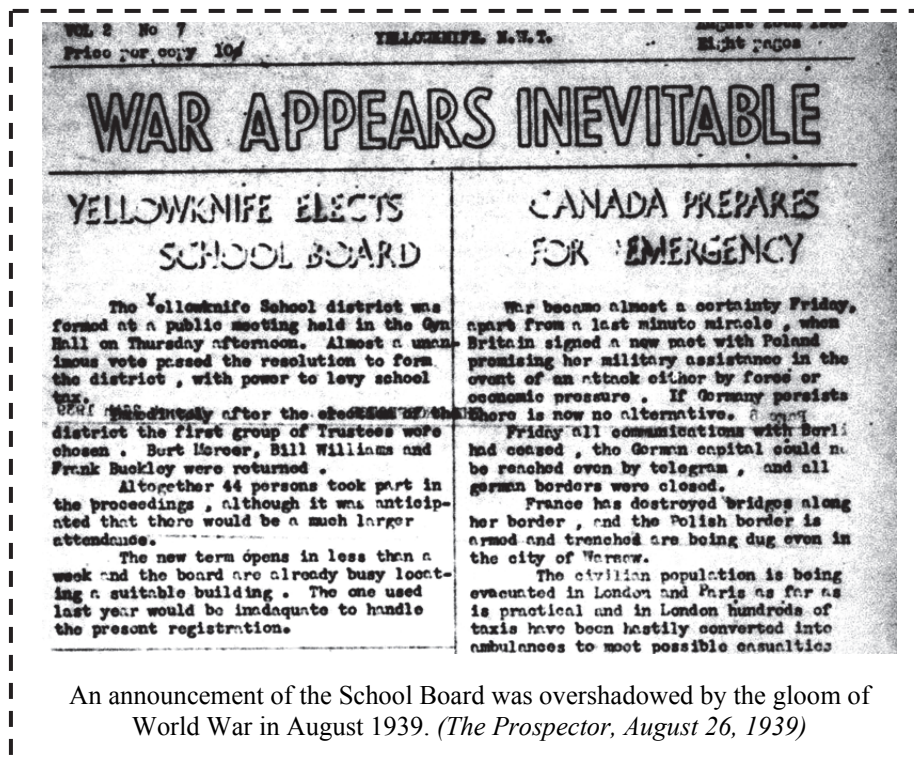 VOL 2 No 7
Price per copy 10¢
YELLOWKNIFE, N.W.T.
Eight pages
WAR APPEARS INEVITABLE
YELLOWKNIFE ELECTS
SCHOOL BOARD
The Yellowknife School district was
formed at a public meeting held in the Gyn
Hall on Thursday afternoon. Almost a unan-
imous vote passed the resolution to form
the district , with power to levy school
tax.
Immediately after the of the
district the first group of Trustees were
chosen . Burt Mercer, Bill Williams and
Frank Buckley were returned .
Altogether 44 persons took part in
the proceedings , although it was anticip-
ated that there would be a much larger
attendance.
The new term opens in less than a
week and the board are already busy locat-
ing a suitable building . The one used
last year would be inadequate to handle
the present registration.
CANADA PREPARES
FOR EMERGENCY
War became almost a certainty Friday,
apart from a last minute miracle , when
Britain signed a new pact with Poland
promising her military assistance in the
event of an attack either by force or
economic pressure . If Germany persists
there is now no alternative.
Friday all communications with Berli
had ceased , the German capital could
be reached even by telegram , and all
german borders were closed.
France has destroyed bridges along
her border , and the Polish border is
armed and trenched are being dug even in
the city of Warsaw.
The civilian population is being
evacuated in London and Paris as far as
is practical and in London hundreds of
taxis have been hastily converted into
ambulances to meet possible casualties
An announcement of the School Board was overshadowed by the gloom of
World War in August 1939. (The Prospector, August 26, 1939)